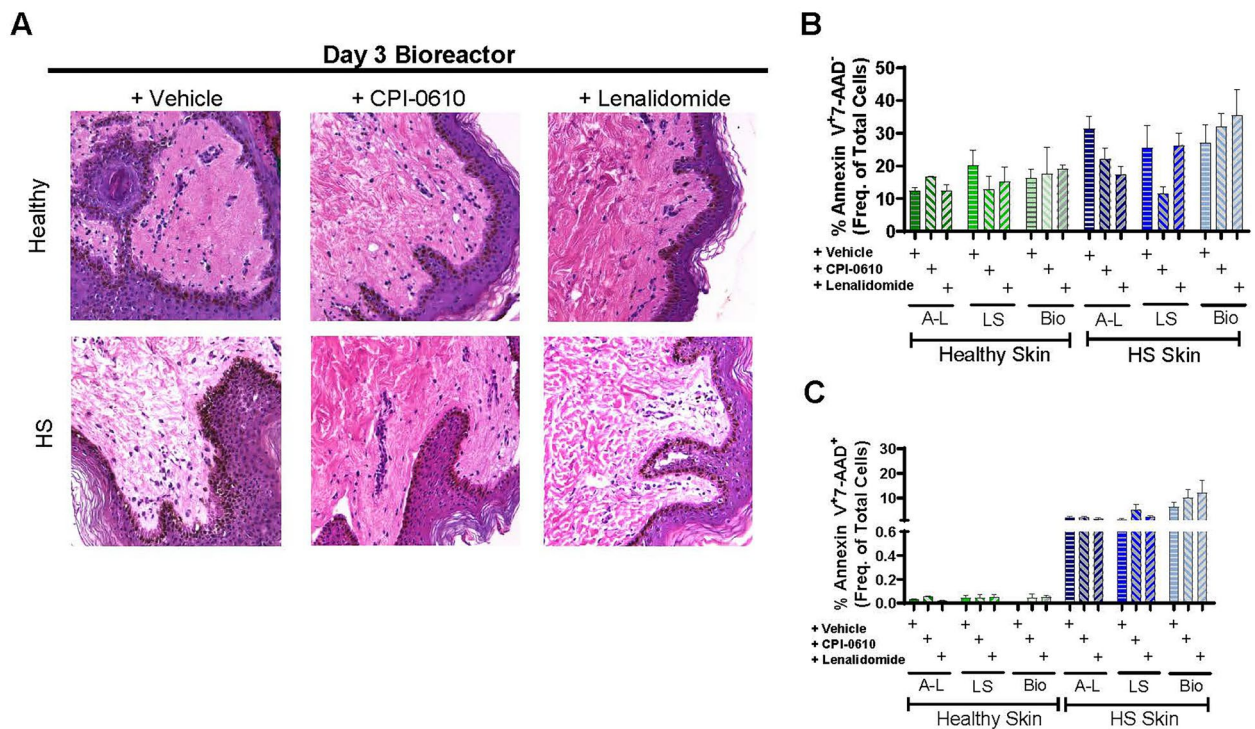 A
Day 3 Bioreactor
+ Vehicle
+ CPI-0610
+ Lenalidomide
Healthy
HS
B
% Annexin V⁺7-AAD⁻
(Freq. of Total Cells)
50
40
30
20
10
0
+ Vehicle + + + + + +
+ CPI-0610 + + + + + +
+ Lenalidomide + + + + + +
A-L LS Bio A-L LS Bio
Healthy Skin HS Skin
C
% Annexin V⁺7-AAD⁺
(Freq. of Total Cells)
30
20
10
0.6
0.4
0.2
0.0
+ Vehicle + + + + + +
+ CPI-0610 + + + + + +
+ Lenalidomide + + + + + +
A-L LS Bio A-L LS Bio
Healthy Skin HS Skin